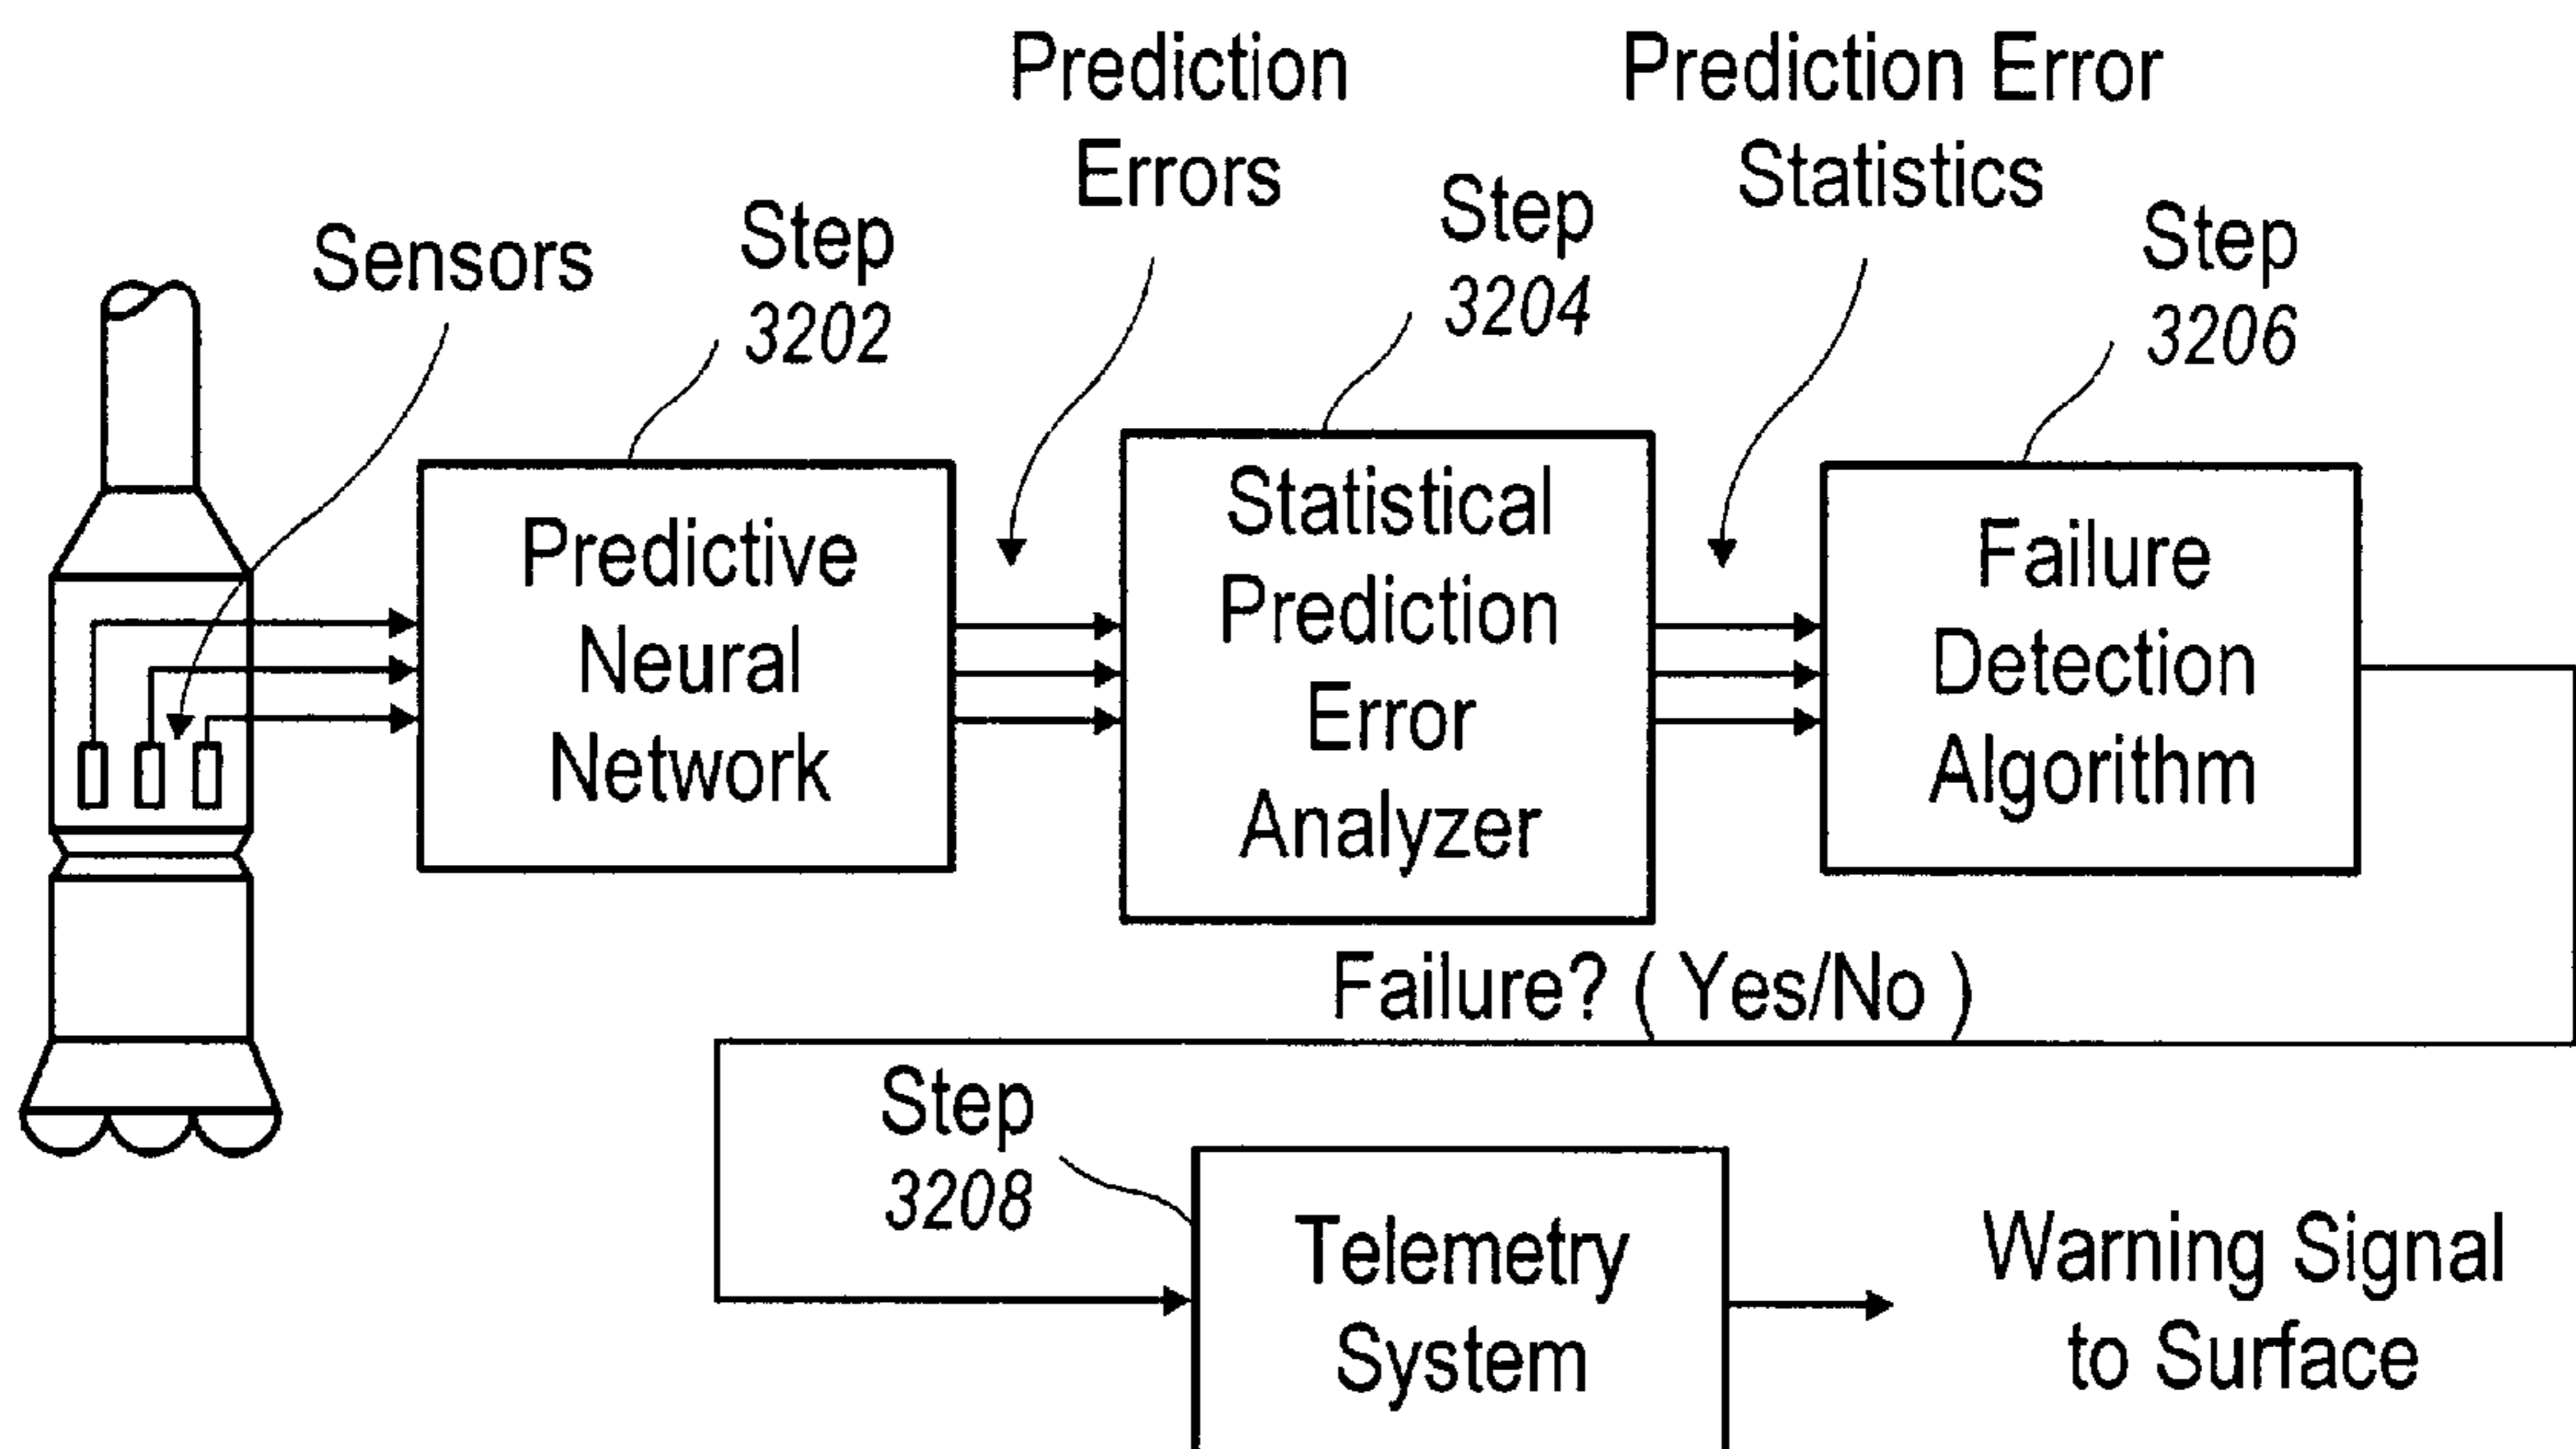 Prediction
Errors
Prediction Error
Statistics
Sensors
Step
3202
Step
3204
Step
3206
Predictive
Neural
Network
Statistical
Prediction
Error
Analyzer
Failure
Detection
Algorithm
Failure? ( Yes/No )
Step
3208
Telemetry
System
Warning Signal
to Surface